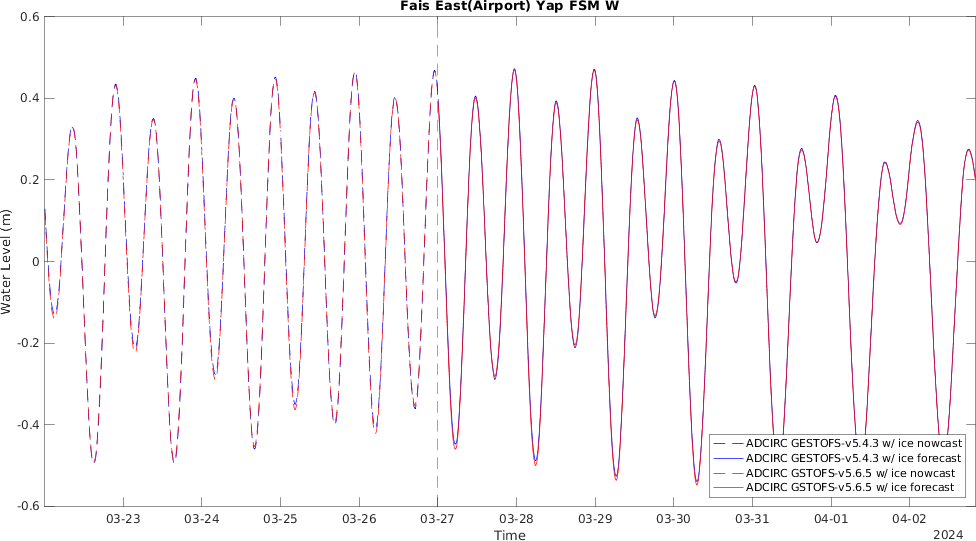 Fais East(Airport) Yap FSM W
0.6
0.4
0.2
0
-0.2
-0.4
-0.6
Water Level (m)
ADCIRC GESTOFS-v5.4.3 w/ ice nowcast
ADCIRC GESTOFS-v5.4.3 w/ ice forecast
ADCIRC GSTOFS-v5.6.5 w/ ice nowcast
ADCIRC GSTOFS-v5.6.5 w/ ice forecast
03-23 03-24 03-25 03-26 03-27 03-28 03-29 03-30 03-31 04-01 04-02
Time
2024